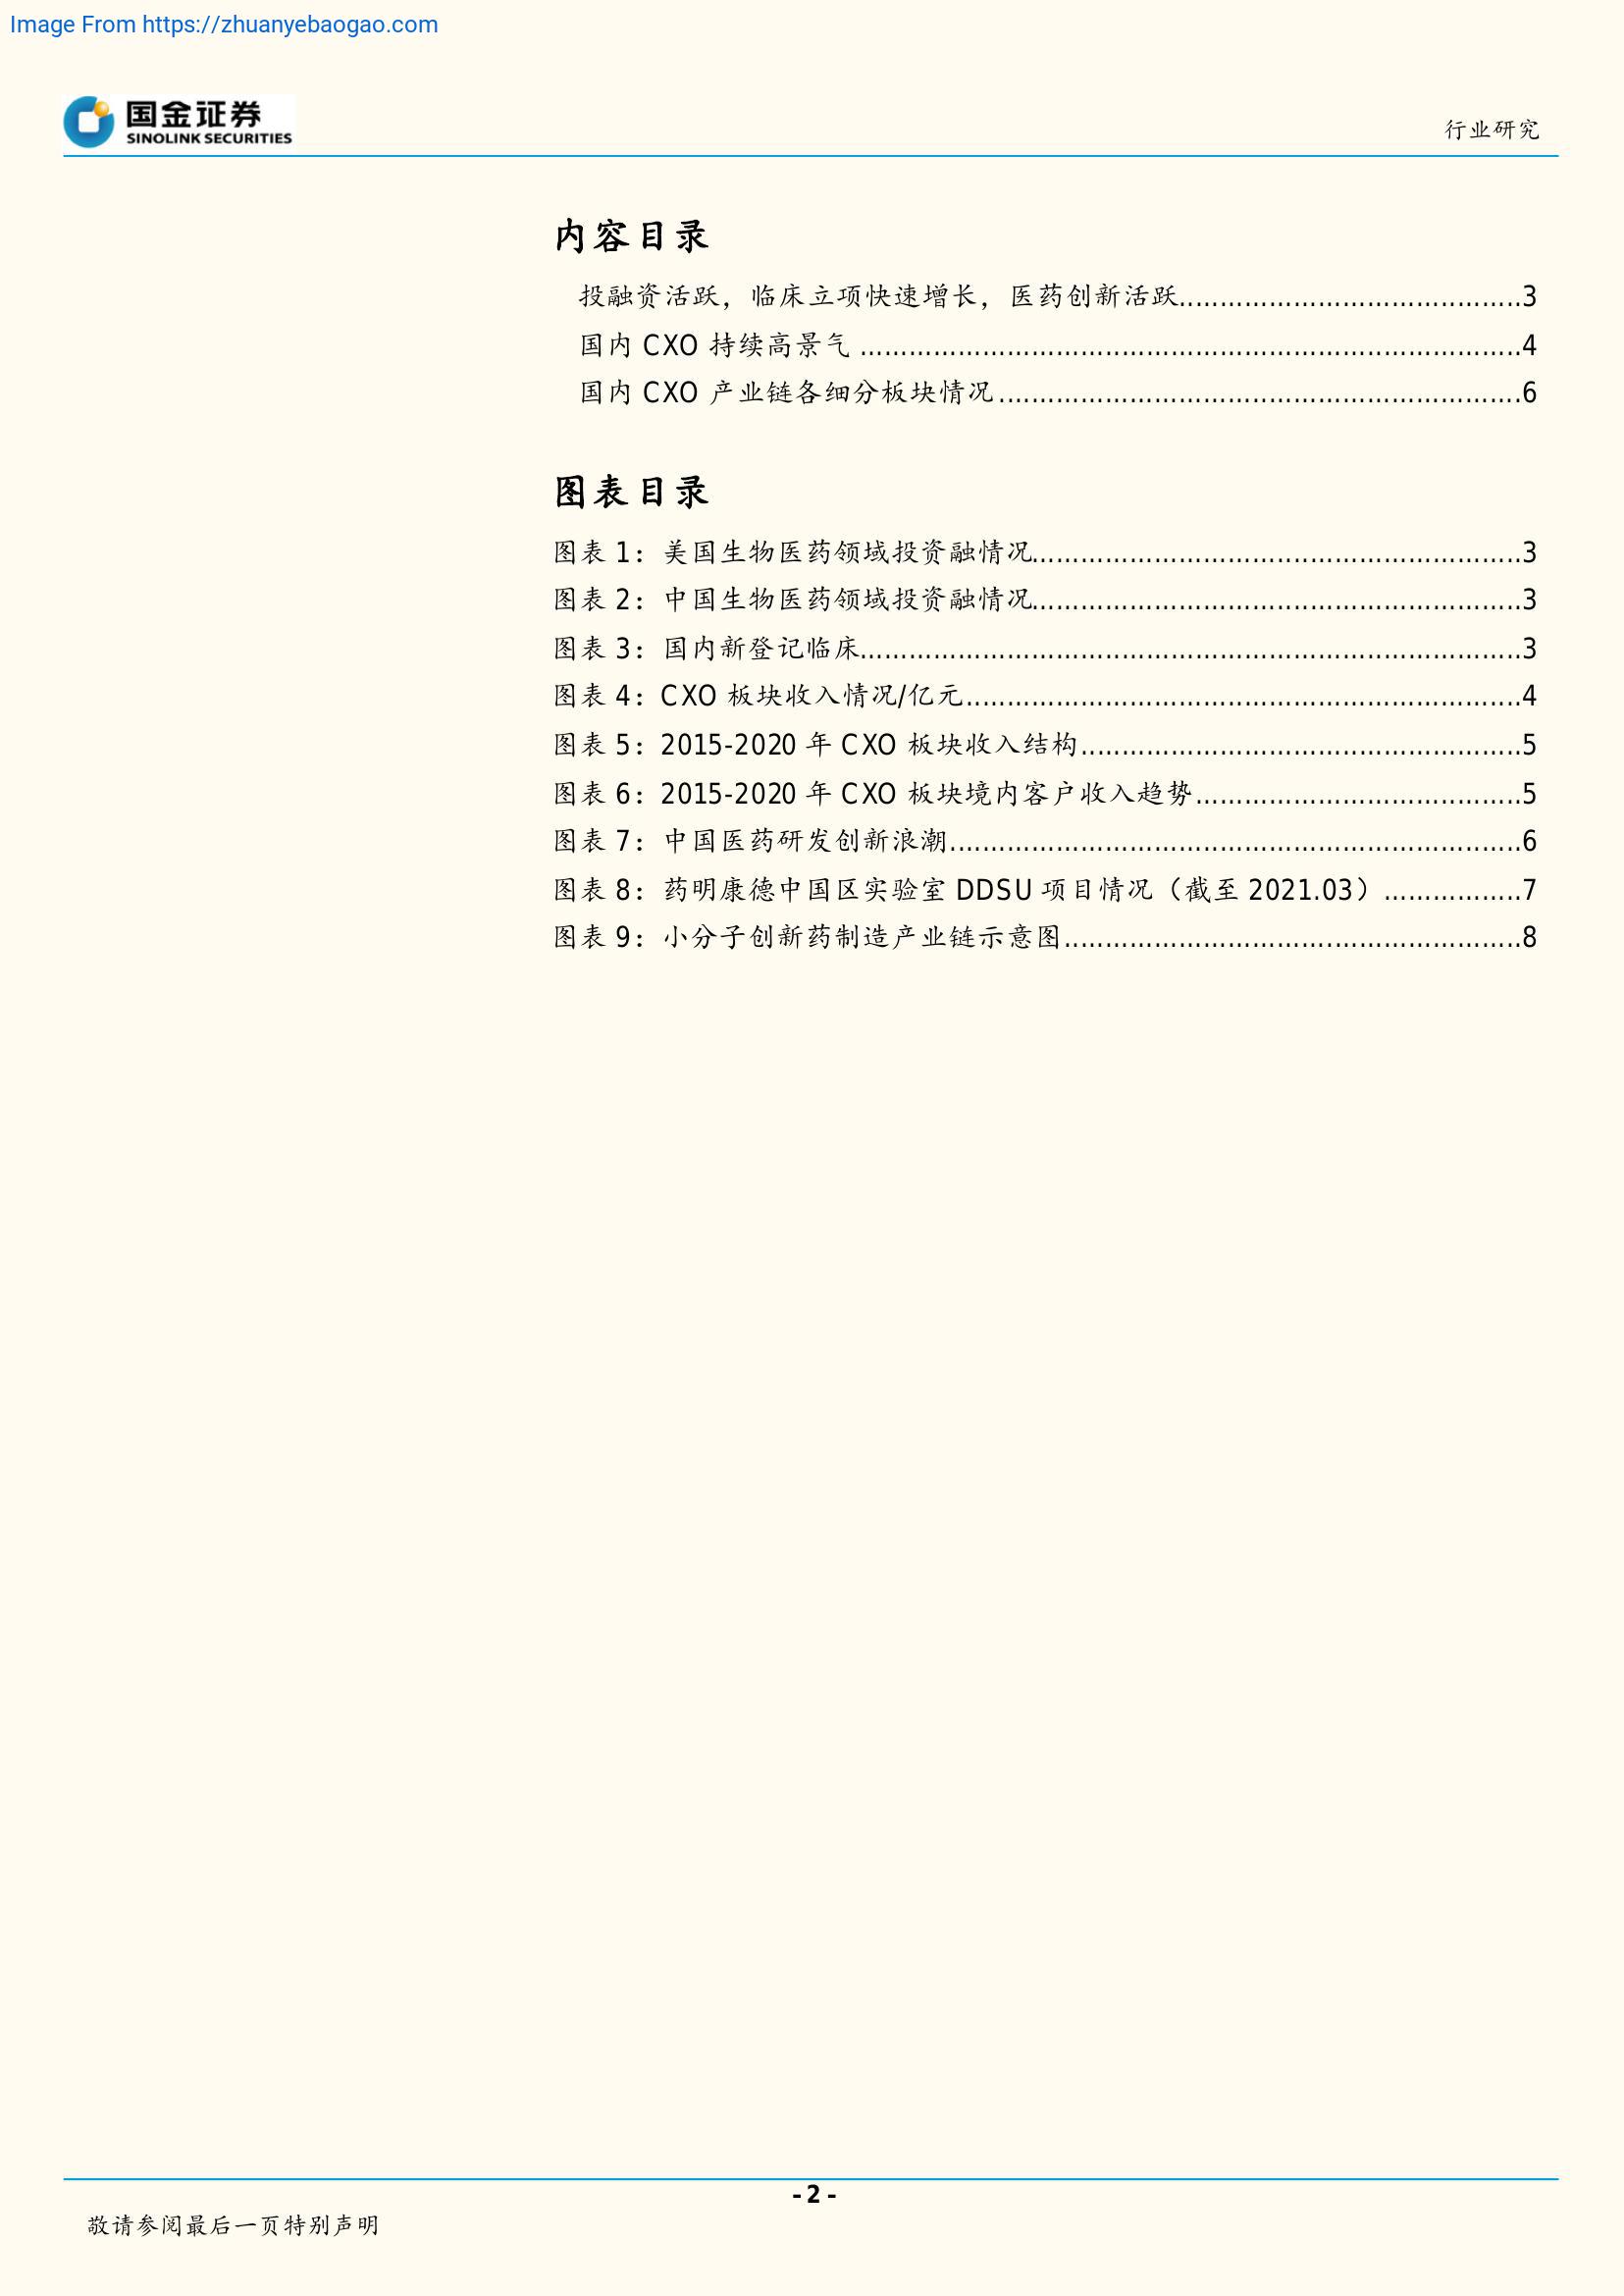 Image From https://zhuanyebaogao.com
国金证券
SINOLINK SECURITIES
行业研究
内容目录
投融资活跃，临床立项快速增长，医药创新活跃.........................................3
国内 CXO 持续高景气 ................................................................................4
国内 CXO 产业链各细分板块情况................................................................6
图表目录
图表 1：美国生物医药领域投资融情况...........................................................3
图表 2：中国生物医药领域投资融情况...........................................................3
图表 3：国内新登记临床................................................................................3
图表 4：CXO 板块收入情况/亿元...................................................................4
图表 5：2015-2020 年 CXO 板块收入结构.....................................................5
图表 6：2015-2020 年 CXO 板块境内客户收入趋势.......................................5
图表 7：中国医药研发创新浪潮.....................................................................6
图表 8：药明康德中国区实验室 DDSU 项目情况（截至 2021.03）.................7
图表 9：小分子创新药制造产业链示意图.......................................................8
- 2 -
敬请参阅最后一页特别声明